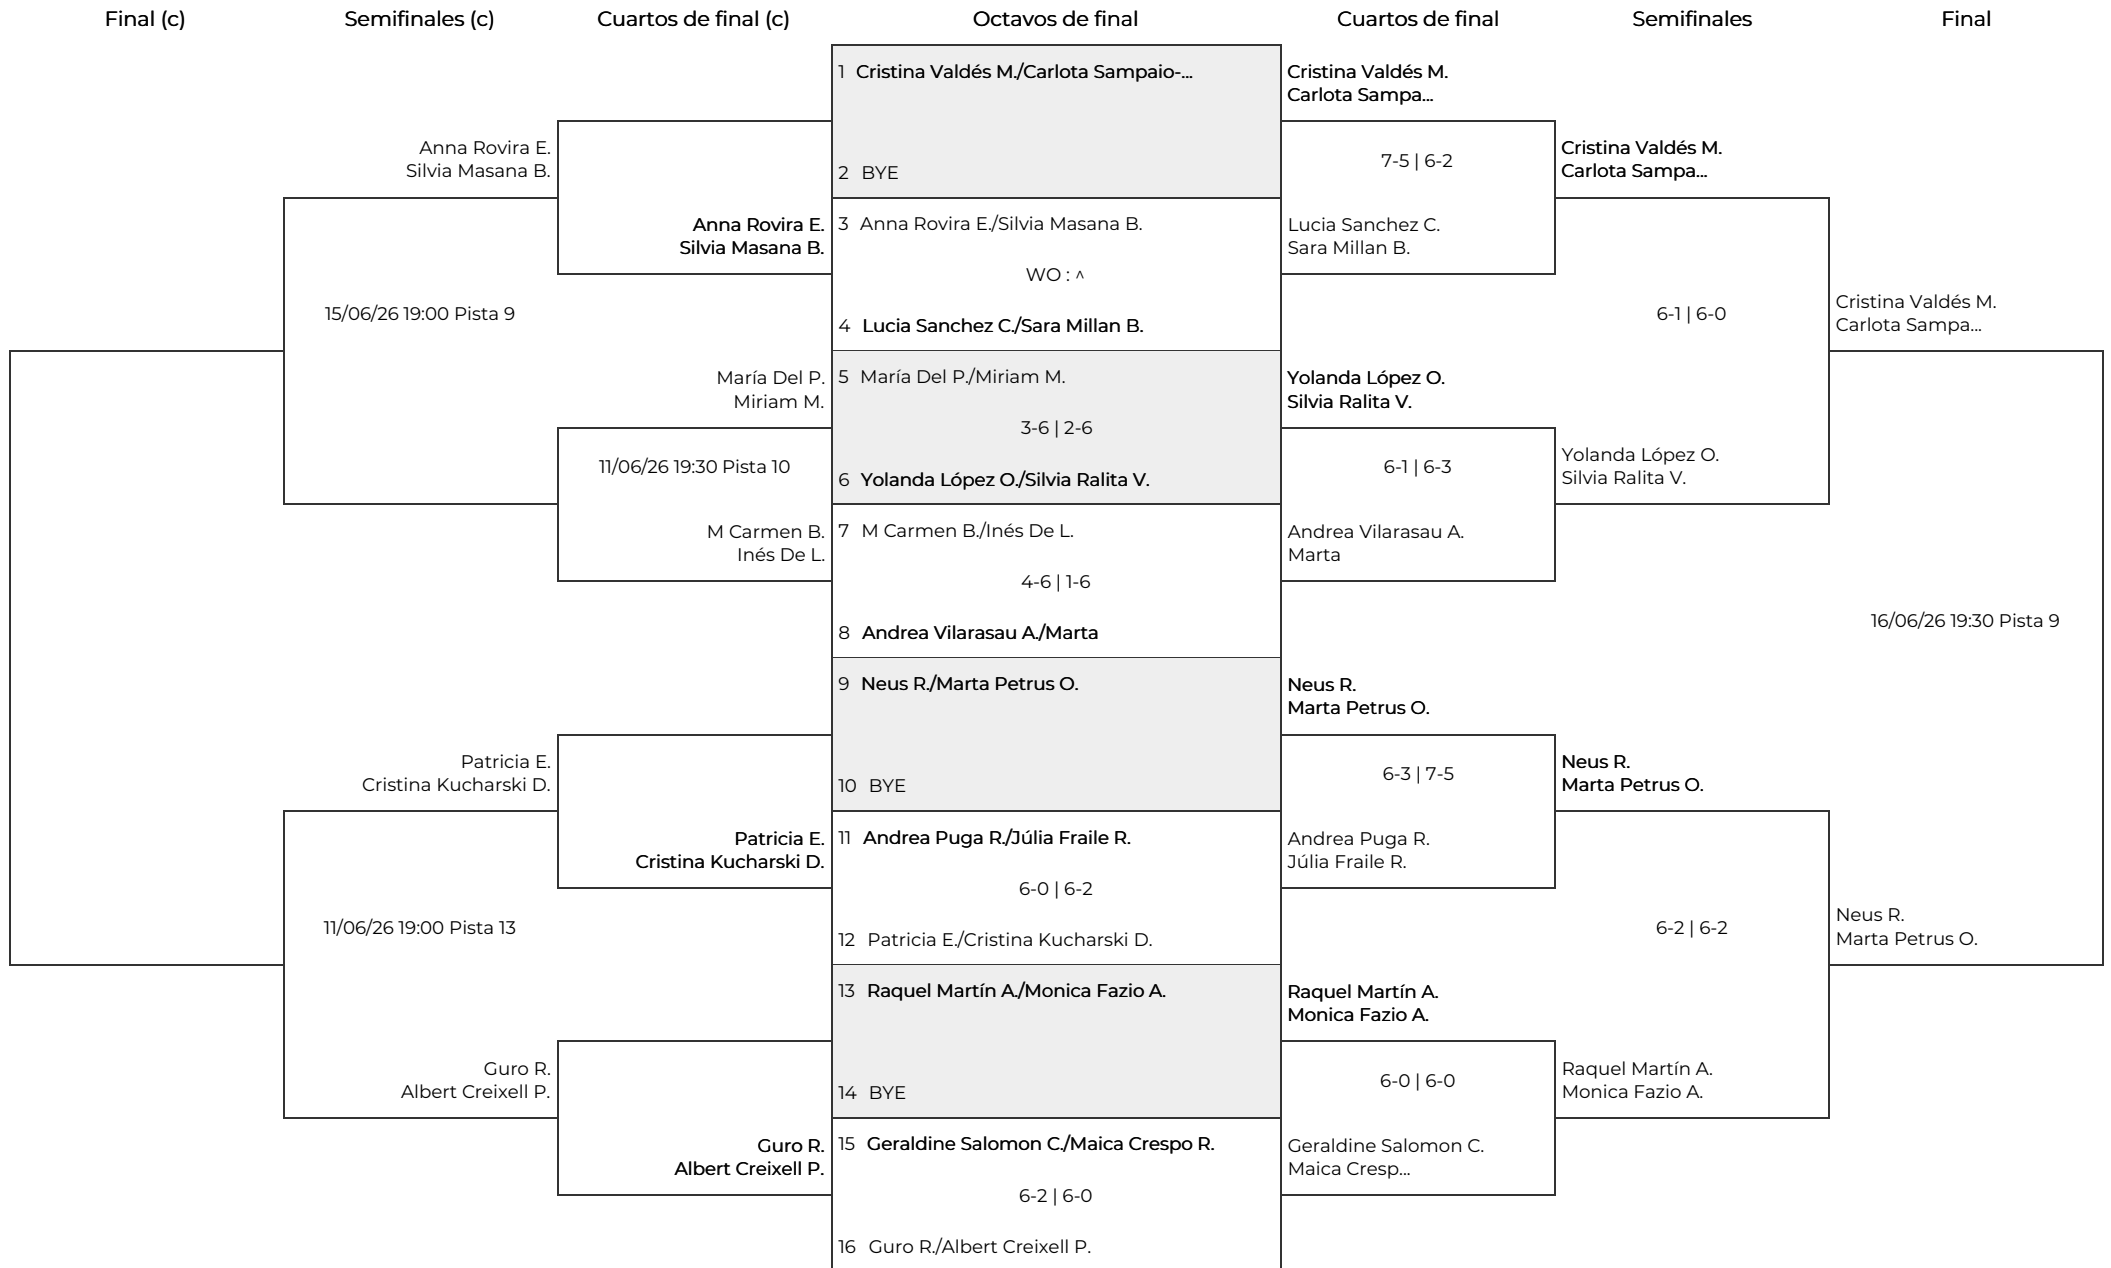 Final (c)
Semifinales (c)
Cuartos de final (c)
Octavos de final
Cuartos de final
Semifinales
Final
Anna Rovira E.
Silvia Masana B.
15/06/26 19:00 Pista 9
Patricia E.
Cristina Kucharski D.
11/06/26 19:00 Pista 13
Guro R.
Albert Creixell P.
Anna Rovira E.
Silvia Masana B.
María Del P.
Miriam M.
11/06/26 19:30 Pista 10
M Carmen B.
Inés De L.
Patricia E.
Cristina Kucharski D.
Guro R.
Albert Creixell P.
1 Cristina Valdés M./Carlota Sampaio-...
2 BYE
3 Anna Rovira E./Silvia Masana B.
WO : ^
4 Lucia Sanchez C./Sara Millan B.
5 María Del P./Miriam M.
3-6 | 2-6
6 Yolanda López O./Silvia Ralita V.
7 M Carmen B./Inés De L.
4-6 | 1-6
8 Andrea Vilarasau A./Marta
9 Neus R./Marta Petrus O.
10 BYE
11 Andrea Puga R./Júlia Fraile R.
6-0 | 6-2
12 Patricia E./Cristina Kucharski D.
13 Raquel Martín A./Monica Fazio A.
14 BYE
15 Geraldine Salomon C./Maica Crespo R.
6-2 | 6-0
16 Guro R./Albert Creixell P.
Cristina Valdés M.
Carlota Sampa...
7-5 | 6-2
Lucia Sanchez C.
Sara Millan B.
Yolanda López O.
Silvia Ralita V.
6-1 | 6-3
Andrea Vilarasau A.
Marta
Neus R.
Marta Petrus O.
6-3 | 7-5
Andrea Puga R.
Júlia Fraile R.
Raquel Martín A.
Monica Fazio A.
6-0 | 6-0
Geraldine Salomon C.
Maica Cresp...
Cristina Valdés M.
Carlota Sampa...
6-1 | 6-0
Yolanda López O.
Silvia Ralita V.
Neus R.
Marta Petrus O.
6-2 | 6-2
Raquel Martín A.
Monica Fazio A.
Cristina Valdés M.
Carlota Sampa...
16/06/26 19:30 Pista 9
Neus R.
Marta Petrus O.